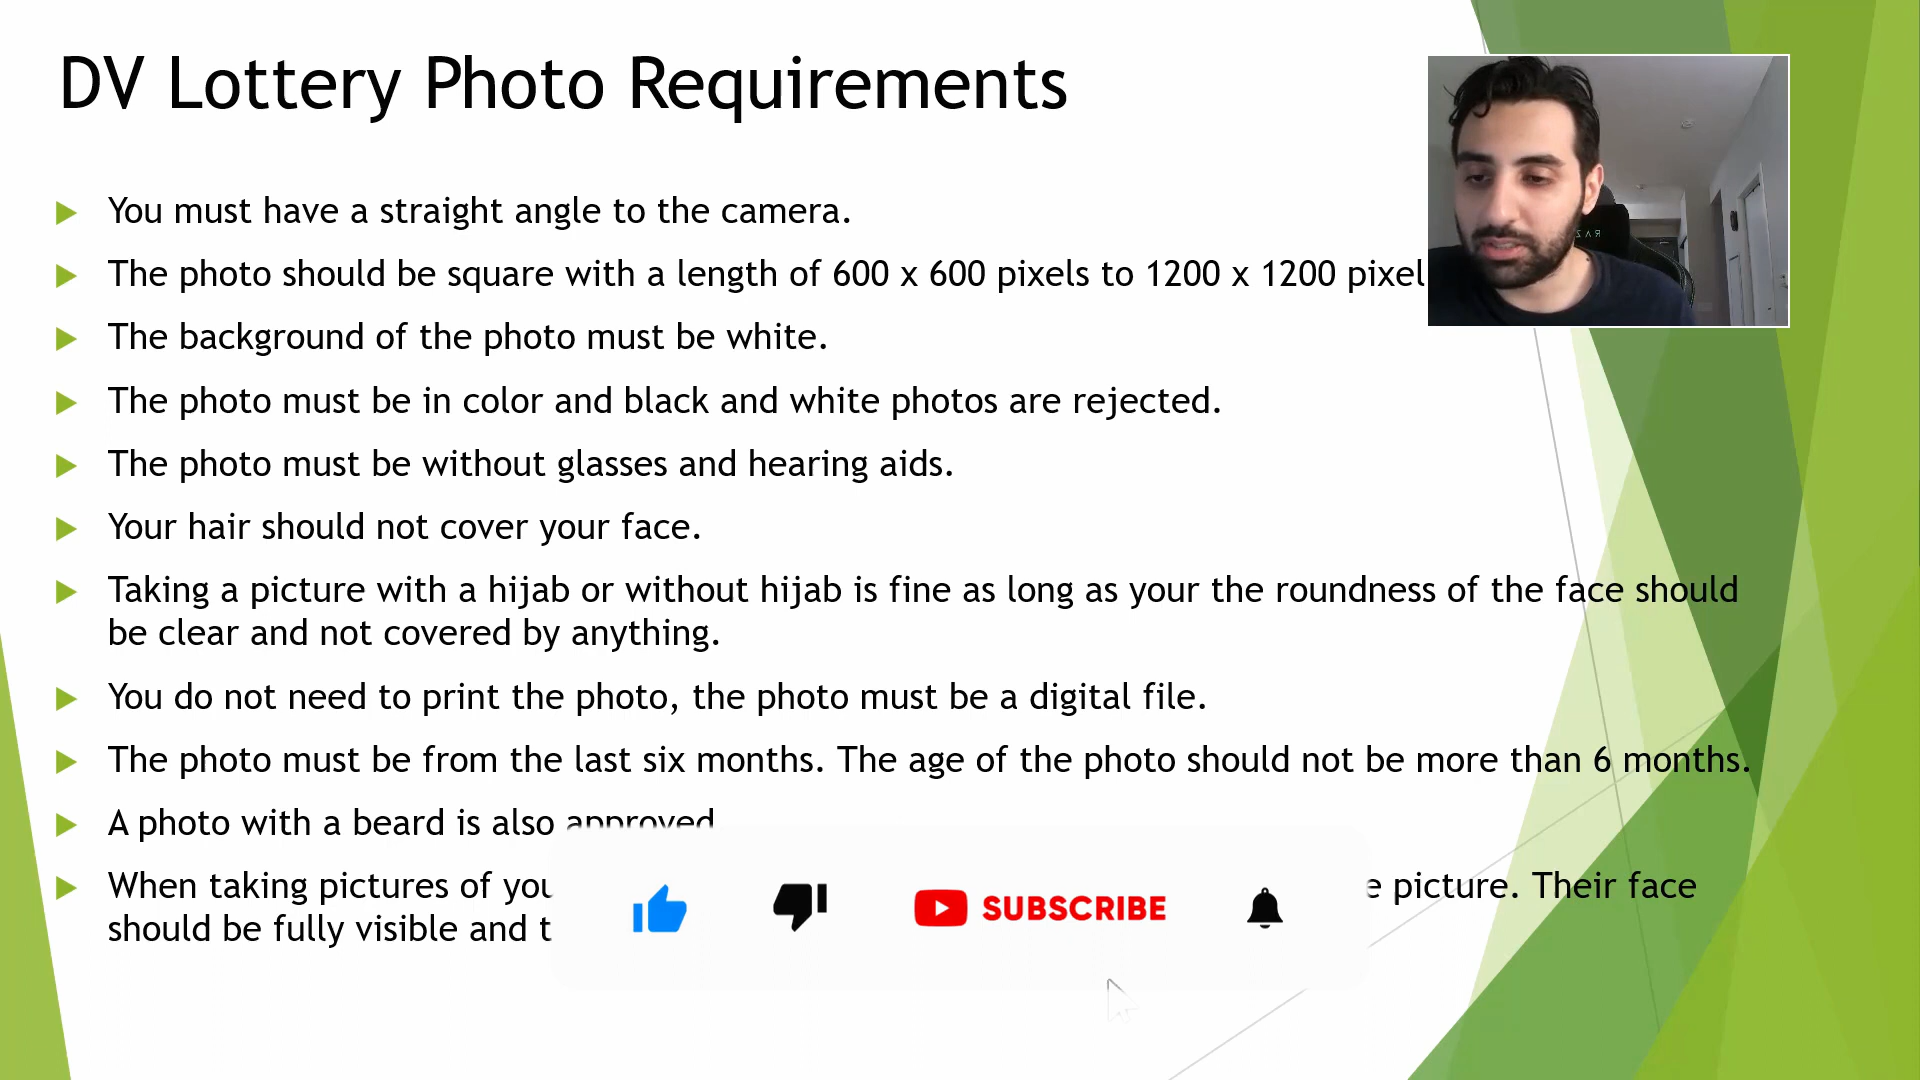 DV Lottery Photo Requirements
You must have a straight angle to the camera.
The photo should be square with a length of 600 x 600 pixels to 1200 x 1200 pixel
The background of the photo must be white.
The photo must be in color and black and white photos are rejected.
The photo must be without glasses and hearing aids.
Your hair should not cover your face.
Taking a picture with a hijab or without hijab is fine as long as your the roundness of the face should
be clear and not covered by anything.
You do not need to print the photo, the photo must be a digital file.
The photo must be from the last six months. The age of the photo should not be more than 6 months.
A photo with a beard is also approved
When taking pictures of you e picture. Their face
should be fully visible and t
SUBSCRIBE